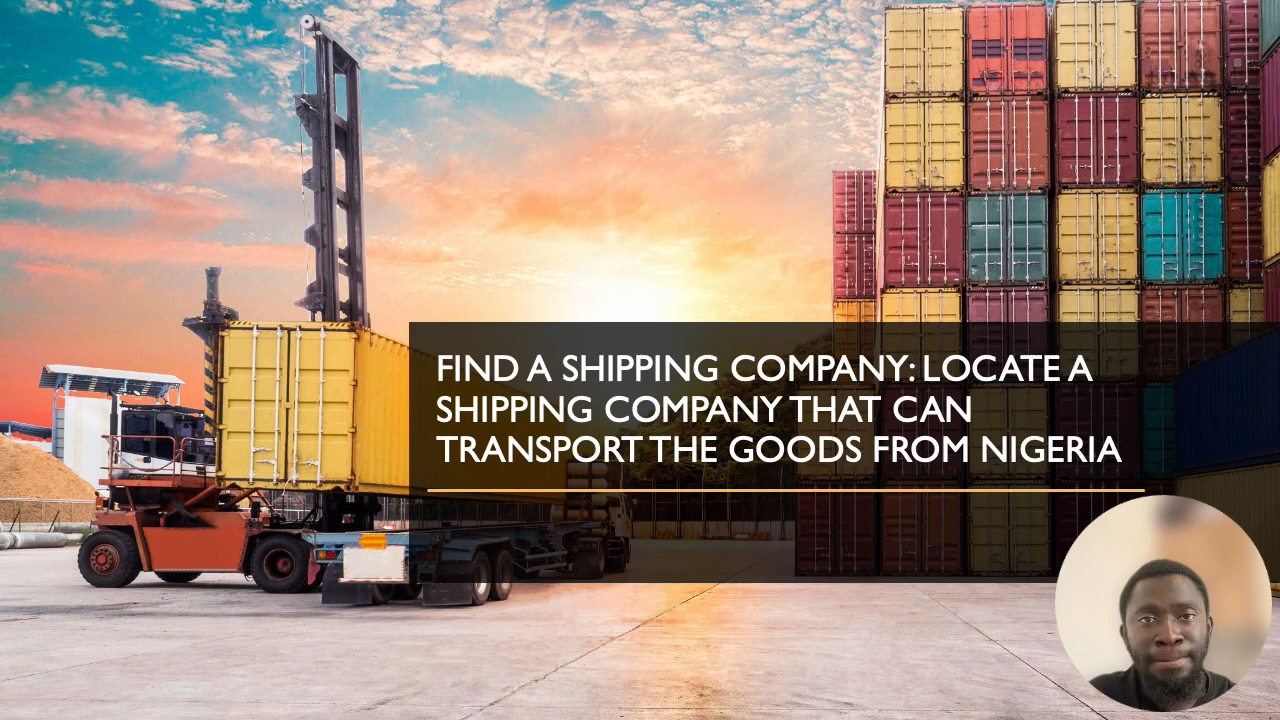 FIND A SHIPPING COMPANY: LOCATE A
SHIPPING COMPANY THAT CAN
TRANSPORT THE GOODS FROM NIGERIA